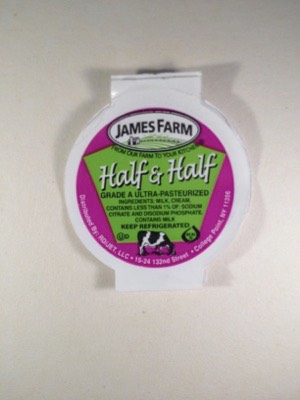 JAMES FARM
FROM OUR FARM TO YOUR KITCHEN
Half & Half
GRADE A ULTRA-PASTEURIZED
INGREDIENTS: MILK, CREAM,
CONTAINS LESS THAN 1% OF: SODIUM
CITRATE AND DISODIUM PHOSPHATE,
CONTAINS MILK
KEEP REFRIGERATED
Distributed By: RDJET, LLC • 15-24 132nd Street • College Point, NY 11356